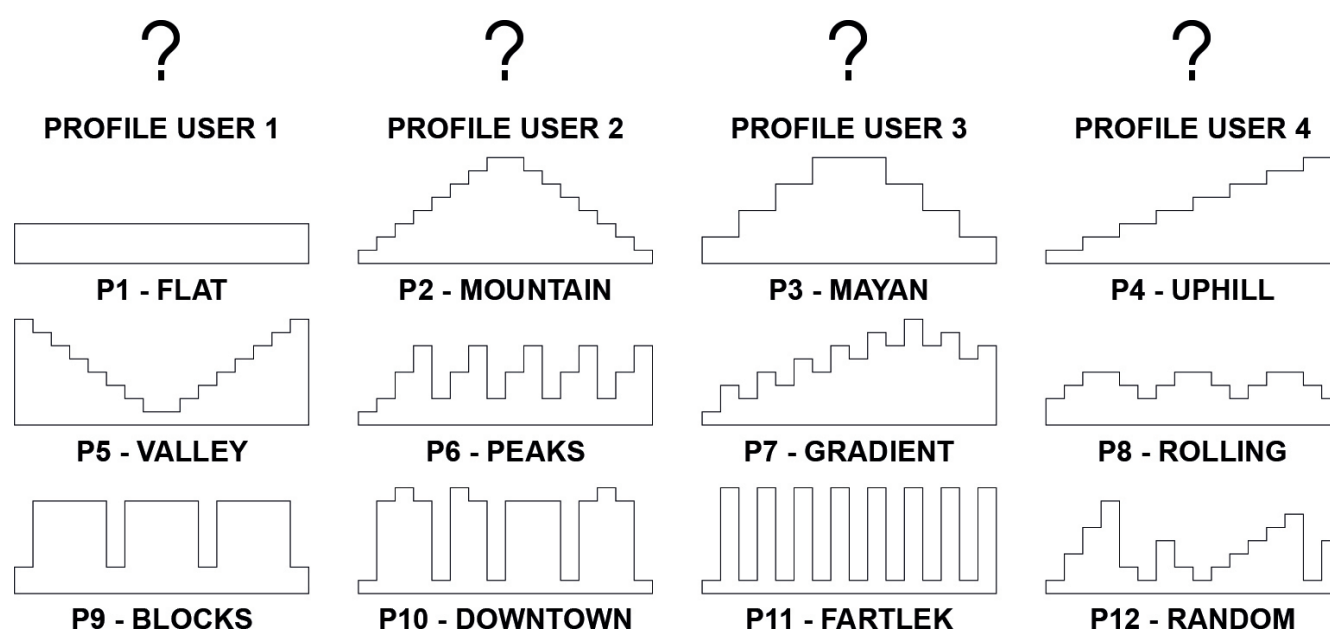 ? ? ? ?
PROFILE USER 1 PROFILE USER 2 PROFILE USER 3 PROFILE USER 4
P1 - FLAT P2 - MOUNTAIN P3 - MAYAN P4 - UPHILL
P5 - VALLEY P6 - PEAKS P7 - GRADIENT P8 - ROLLING
P9 - BLOCKS P10 - DOWNTOWN P11 - FARTLEK P12 - RANDOM